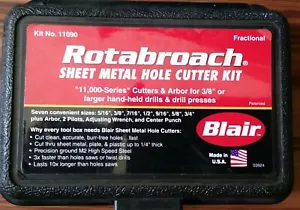 Kit No. 11090
Fractional
Rotabroach®
SHEET METAL HOLE CUTTER KIT
"11,000-Series" Cutters & Arbor for 3/8" or
larger hand-held drills & drill presses
Patented
Seven convenient sizes: 5/16", 3/8", 7/16", 1/2", 9/16", 5/8", 3/4"
plus Arbor, 2 Pilots, Adjusting Wrench, and Center Punch
Why every tool box needs Blair Sheet Metal Hole Cutters:
• Cut clean, accurate, burr-free holes!
• Cut thru sheet metal, plate, & plastic up to 1/4" thick
• Precision ground M2 High Speed Steel
• 3x faster than holes saws or twist drills
• Lasts 10x longer than holes saws
Blair
Made in
U.S.A.